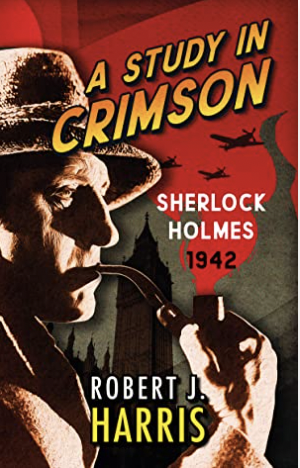 A STUDY IN
CRIMSON
SHERLOCK
HOLMES
1942
ROBERT J.
HARRIS